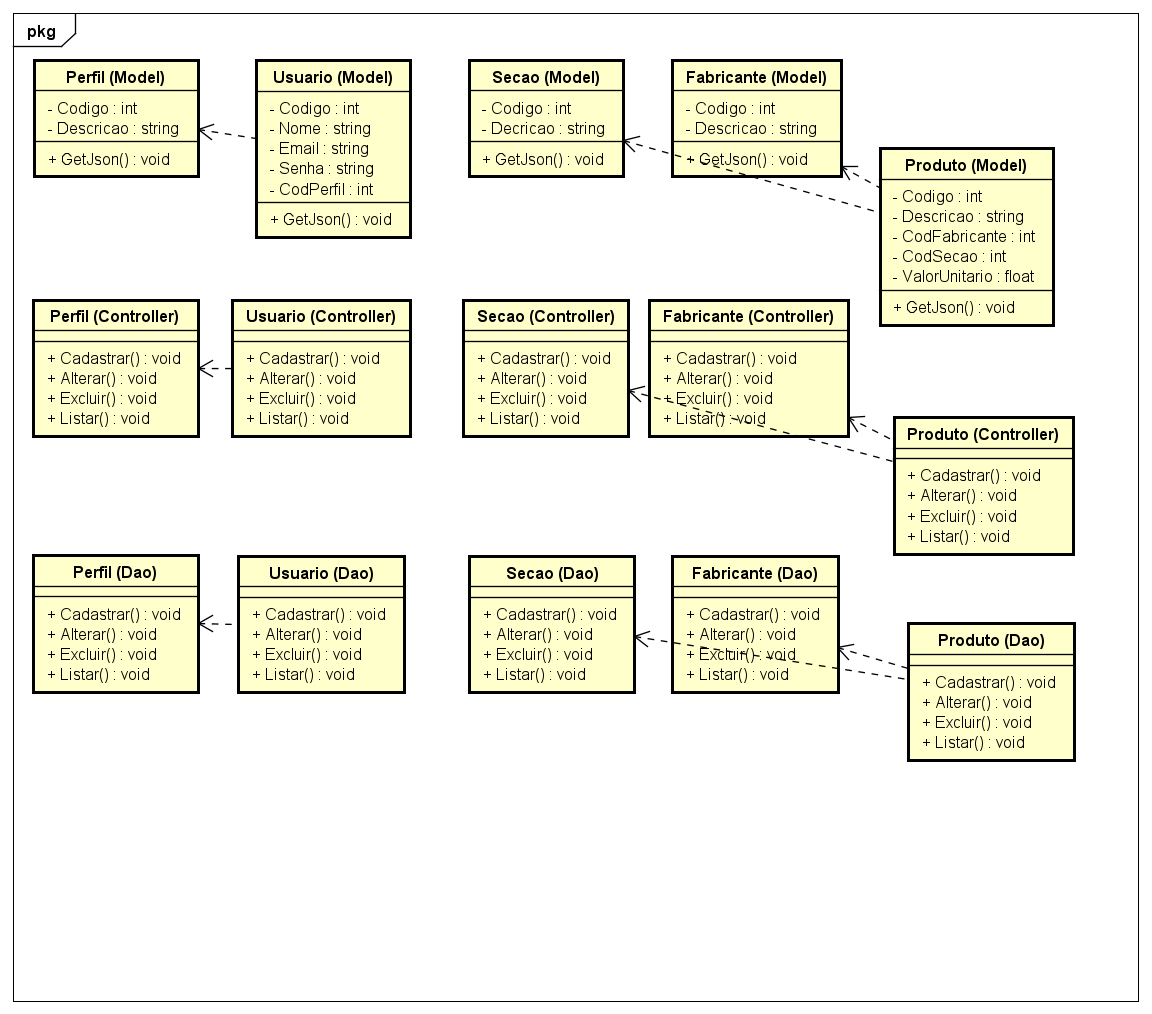 pkg
Perfil (Model)
- Codigo : int
- Descricao : string
+ GetJson() : void
Usuario (Model)
- Codigo : int
- Nome : string
- Email : string
- Senha : string
- CodPerfil : int
+ GetJson() : void
Secao (Model)
- Codigo : int
- Decricao : string
+ GetJson() : void
Fabricante (Model)
- Codigo : int
- Descricao : string
+ GetJson() : void
Produto (Model)
- Codigo : int
- Descricao : string
- CodFabricante : int
- CodSecao : int
- ValorUnitario : float
+ GetJson() : void
Perfil (Controller)
+ Cadastrar() : void
+ Alterar() : void
+ Excluir() : void
+ Listar() : void
Usuario (Controller)
+ Cadastrar() : void
+ Alterar() : void
+ Excluir() : void
+ Listar() : void
Secao (Controller)
+ Cadastrar() : void
+ Alterar() : void
+ Excluir() : void
+ Listar() : void
Fabricante (Controller)
+ Cadastrar() : void
+ Alterar() : void
+ Excluir() : void
+ Listar() : void
Produto (Controller)
+ Cadastrar() : void
+ Alterar() : void
+ Excluir() : void
+ Listar() : void
Perfil (Dao)
+ Cadastrar() : void
+ Alterar() : void
+ Excluir() : void
+ Listar() : void
Usuario (Dao)
+ Cadastrar() : void
+ Alterar() : void
+ Excluir() : void
+ Listar() : void
Secao (Dao)
+ Cadastrar() : void
+ Alterar() : void
+ Excluir() : void
+ Listar() : void
Fabricante (Dao)
+ Cadastrar() : void
+ Alterar() : void
+ Excluir() : void
+ Listar() : void
Produto (Dao)
+ Cadastrar() : void
+ Alterar() : void
+ Excluir() : void
+ Listar() : void